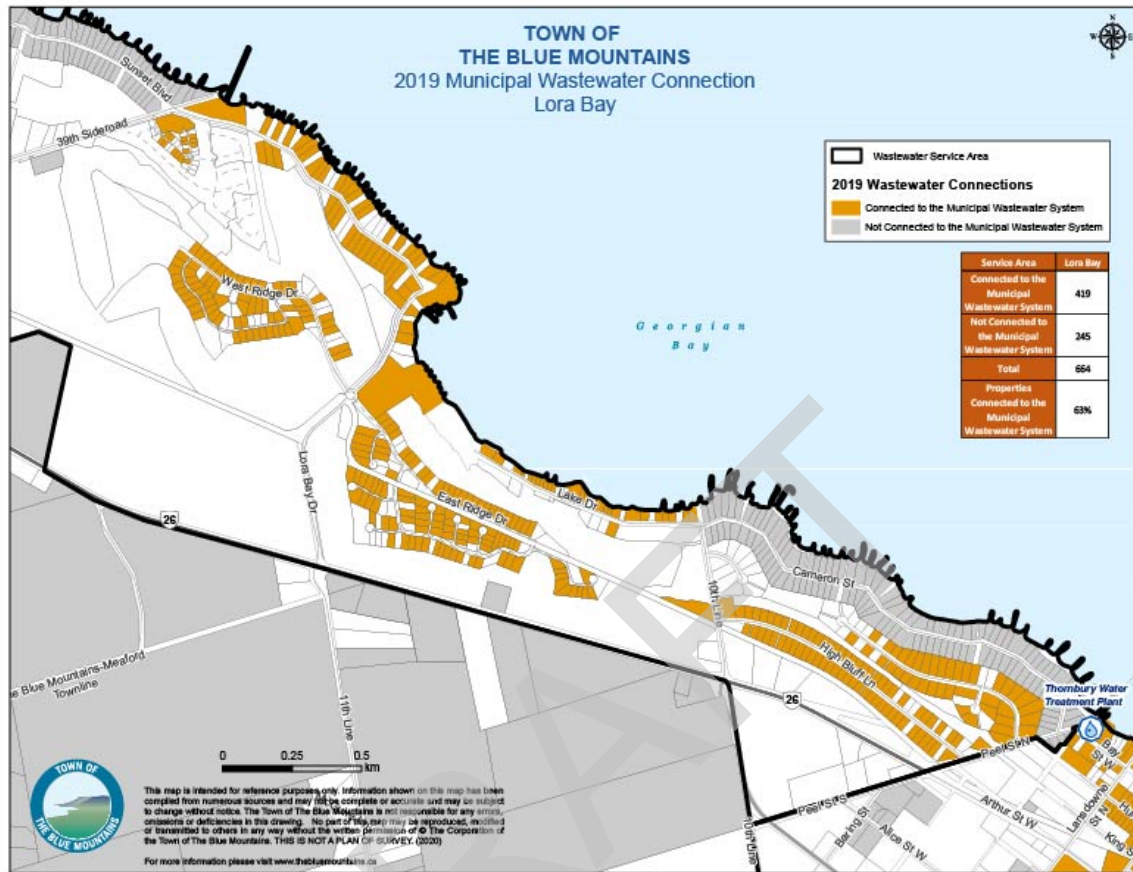 TOWN OF
THE BLUE MOUNTAINS
2019 Municipal Wastewater Connection
Lora Bay
N
W E
S
Sunset Blvd
39th Sideroad
Wastewater Service Area
2019 Wastewater Connections
Connected to the Municipal Wastewater System
Not Connected to the Municipal Wastewater System
Service Area Lora Bay
Connected to the
Municipal
Wastewater System
419
Not Connected to
the Municipal
Wastewater System
245
Total 664
Properties
Connected to the
Municipal
Wastewater System
63%
West Ridge Dr
Georgian
Bay
Lora Bay Dr
East Ridge Dr
Lake Dr
26
Cameron St
10th Line
High Bluff Ln
26
Thornbury Water
Treatment Plant
Blue Mountains-Meaford
Townline
11th Line
Peel St N
Bay
St W
Peel St S
Arthur St W
Lansdowne
St N
King S
Alice St W
10th Line
0 0.25 0.5
km
TOWN OF
THE BLUE MOUNTAINS
This map is intended for reference purposes only. Information shown on this map has been
compiled from numerous sources and may not be complete or accurate and may be subject
to change without notice. The Town of The Blue Mountains is not responsible for any errors,
omissions or deficiencies in this drawing. No part of this map may be reproduced, modified
or transmitted to others in any way without the written permission of © The Corporation of
the Town of The Blue Mountains. THIS IS NOT A PLAN OF SURVEY. (2020)
For more information please visit www.thebluemountains.ca
DRAFT